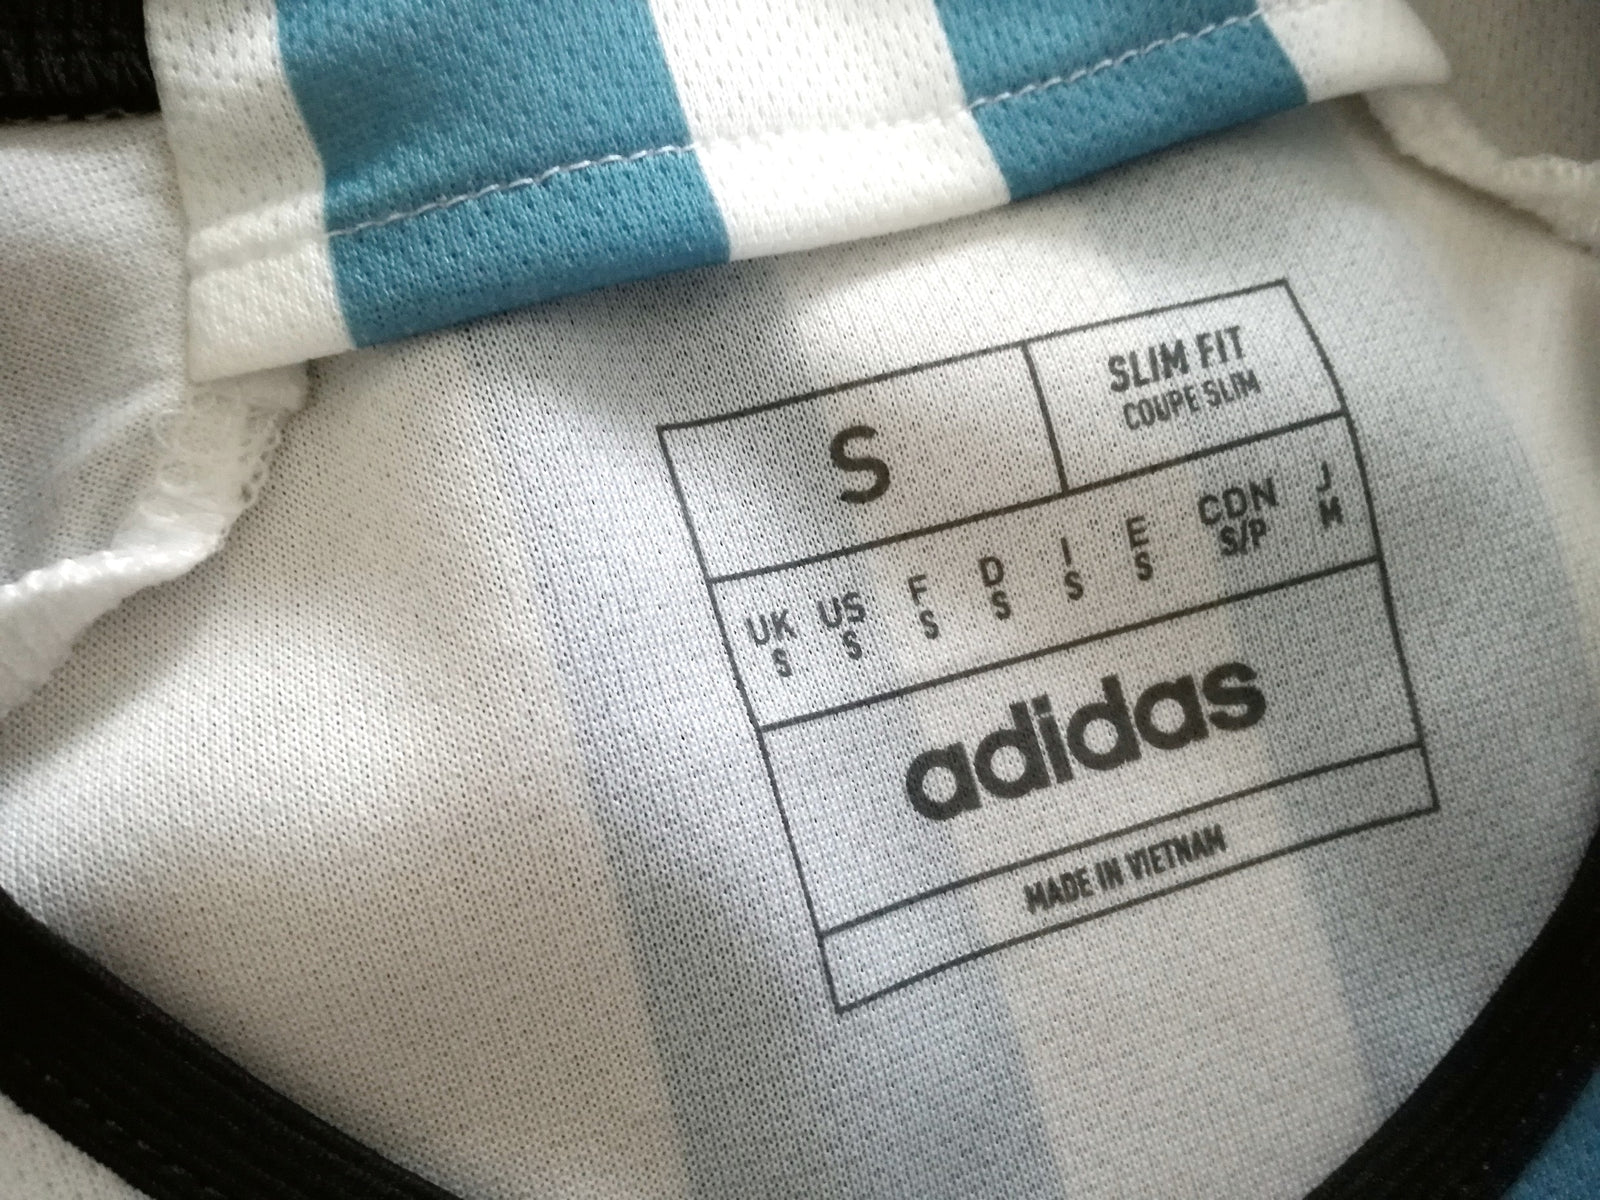 S
SLIM FIT
COUPE SLIM
UK US F D I E CDN J
S S S S S S S/P M
adidas
MADE IN VIETNAM